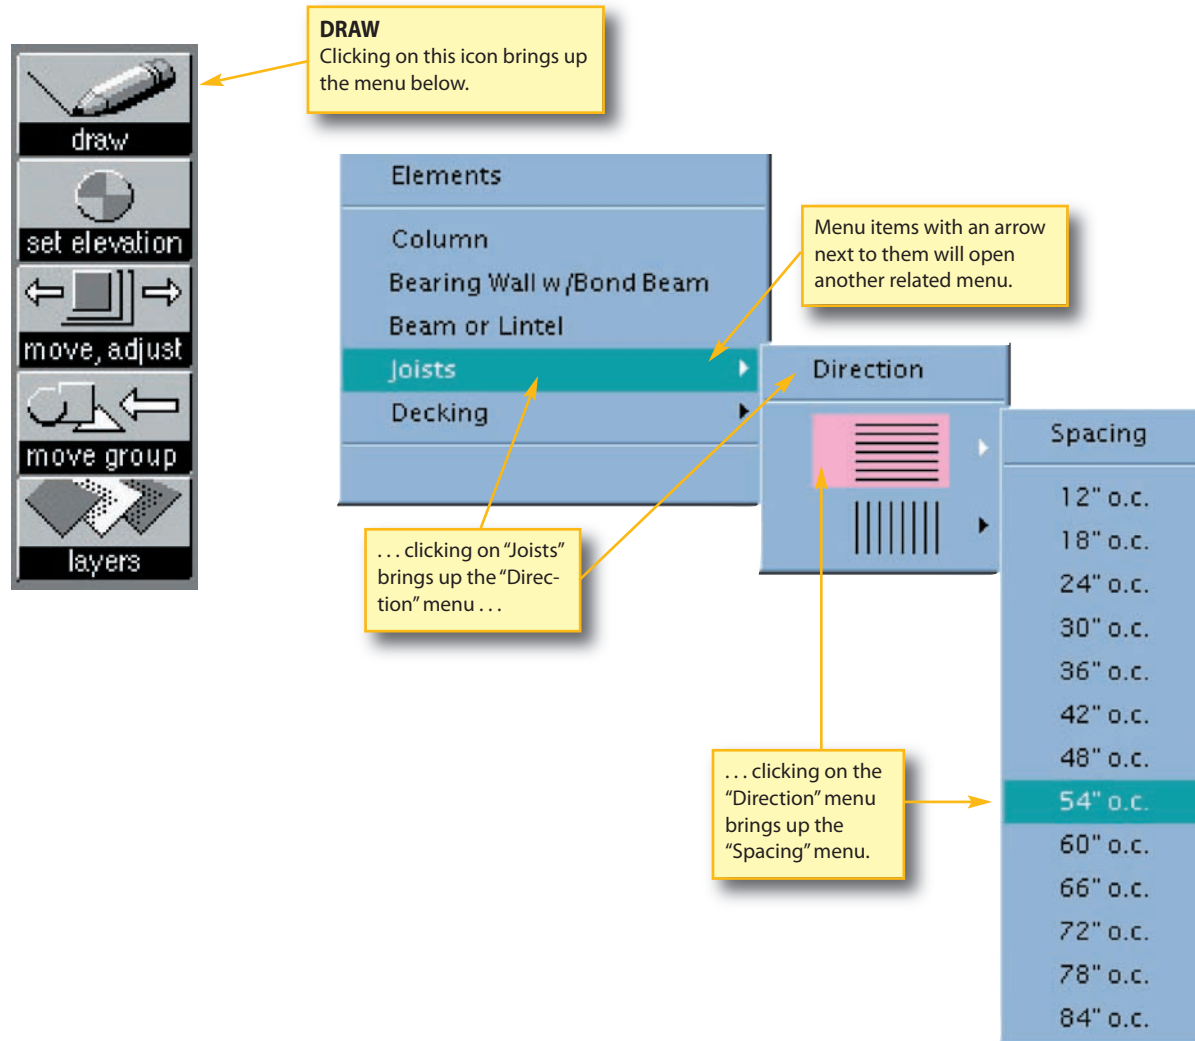 DRAW
Clicking on this icon brings up
the menu below.
draw
set elevation
move, adjust
move group
layers
Elements
Column
Bearing Wall w/Bond Beam
Beam or Lintel
Joists
Decking
Menu items with an arrow
next to them will open
another related menu.
Direction
. . . clicking on “Joists”
brings up the “Direc-
tion” menu . . .
Spacing
12" o.c.
18" o.c.
24" o.c.
30" o.c.
36" o.c.
42" o.c.
48" o.c.
54" o.c.
60" o.c.
66" o.c.
72" o.c.
78" o.c.
84" o.c.
. . . clicking on the
“Direction” menu
brings up the
“Spacing” menu.